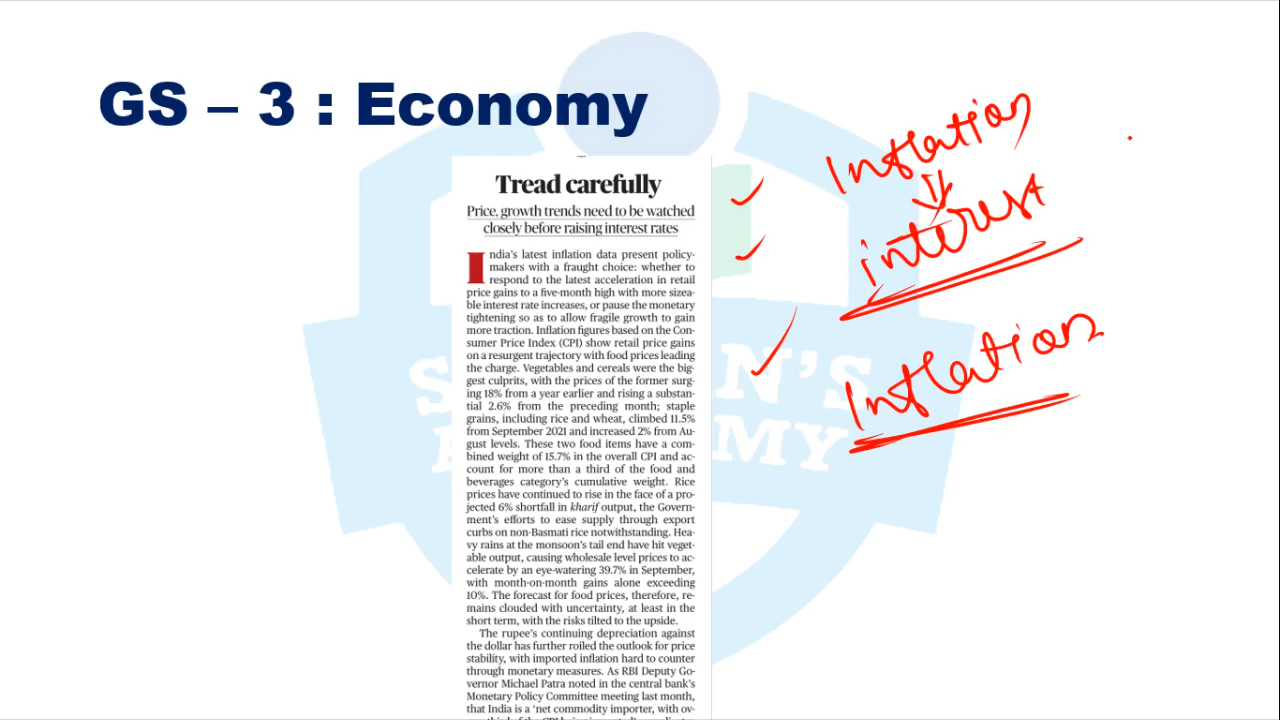 GS – 3 : Economy
Tread carefully
Price, growth trends need to be watched
closely before raising interest rates
India's latest inflation data present policy-
makers with a fraught choice: whether to
respond to the latest acceleration in retail
price gains to a five-month high with more sizea-
ble interest rate increases, or pause the monetary
tightening so as to allow fragile growth to gain
more traction. Inflation figures based on the Con-
sumer Price Index (CPI) show retail price gains
on a resurgent trajectory with food prices leading
the charge. Vegetables and cereals were the big-
gest culprits, with the prices of the former surg-
ing 18% from a year earlier and rising a substan-
tial 2.6% from the preceding month; staple
grains, including rice and wheat, climbed 11.5%
from September 2021 and increased 2% from Au-
gust levels. These two food items have a com-
bined weight of 15.7% in the overall CPI and ac-
count for more than a third of the food and
beverages category's cumulative weight. Rice
prices have continued to rise in the face of a pro-
jected 6% shortfall in kharif output, the Govern-
ment's efforts to ease supply through export
curbs on non-Basmati rice notwithstanding. Hea-
vy rains at the monsoon's tail end have hit veget-
able output, causing wholesale level prices to ac-
celerate by an eye-watering 39.7% in September,
with month-on-month gains alone exceeding
10%. The forecast for food prices, therefore, re-
mains clouded with uncertainty, at least in the
short term, with the risks tilted to the upside.
The rupee's continuing depreciation against
the dollar has further roiled the outlook for price
stability, with imported inflation hard to counter
through monetary measures. As RBI Deputy Go-
vernor Michael Patra noted in the central bank's
Monetary Policy Committee meeting last month,
that India is a 'net commodity importer, with ov-
Inflation
interest
Inflation